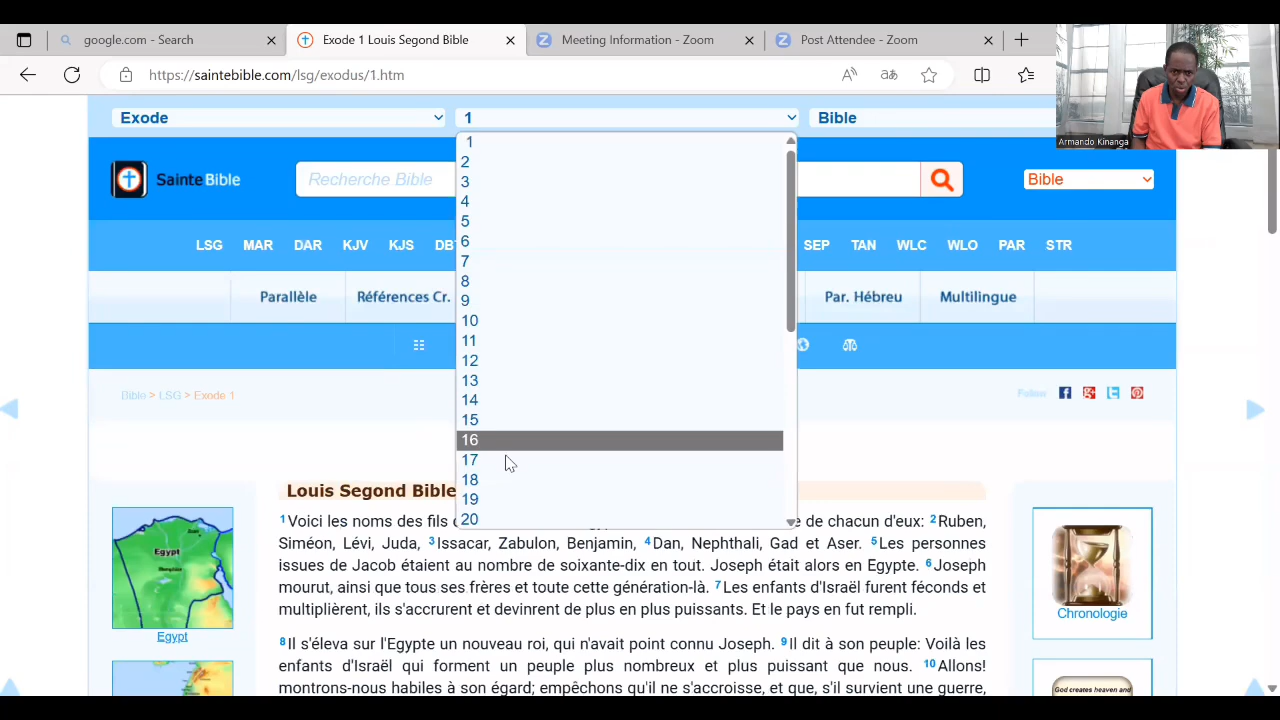 google.com - Search
Exode 1 Louis Segond Bible
Meeting Information - Zoom
Post Attendee - Zoom
https://saintebible.com/lsg/exodus/1.htm
Armando Kinanga
Exode
1
Bible
SainteBible
Recherche Bible
Bible
LSG MAR DAR KJV KJS SEP TAN WLC WLO PAR STR
Parallèle Références Cr. Par. Hébreu Multilingue
Bible > LSG > Exode 1
Follow
1
2
3
4
5
6
7
8
9
10
11
12
13
14
15
16
17
18
19
20
Louis Segond Bible
1Voici les noms des fils de chacun d'eux: 2Ruben,
Siméon, Lévi, Juda, 3Issacar, Zabulon, Benjamin, 4Dan, Nephthali, Gad et Aser. 5Les personnes
issues de Jacob étaient au nombre de soixante-dix en tout. Joseph était alors en Egypte. 6Joseph
mourut, ainsi que tous ses frères et toute cette génération-là. 7Les enfants d'Israël furent féconds et
multiplièrent, ils s'accrurent et devinrent de plus en plus puissants. Et le pays en fut rempli.
8Il s'éleva sur l'Egypte un nouveau roi, qui n'avait point connu Joseph. 9Il dit à son peuple: Voilà les
enfants d'Israël qui forment un peuple plus nombreux et plus puissant que nous. 10Allons!
montrons-nous habiles à son égard; empêchons qu'il ne s'accroisse, et que, s'il survient une guerre,
Egypt
Egypt
Chronologie
God creates heaven and